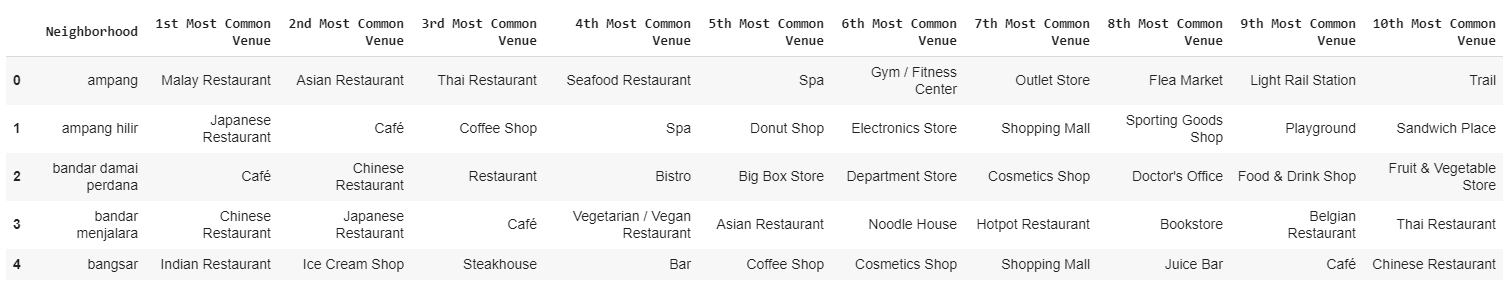 Neighborhood 1st Most Common Venue 2nd Most Common Venue 3rd Most Common Venue 4th Most Common Venue 5th Most Common Venue 6th Most Common Venue 7th Most Common Venue 8th Most Common Venue 9th Most Common Venue 10th Most Common Venue
0 ampang Malay Restaurant Asian Restaurant Thai Restaurant Seafood Restaurant Spa Gym / Fitness Center Outlet Store Flea Market Light Rail Station Trail
1 ampang hilir Japanese Restaurant Café Coffee Shop Spa Donut Shop Electronics Store Shopping Mall Sporting Goods Shop Playground Sandwich Place
2 bandar damai perdana Café Chinese Restaurant Restaurant Bistro Big Box Store Department Store Cosmetics Shop Doctor's Office Food & Drink Shop Fruit & Vegetable Store
3 bandar menjalara Chinese Restaurant Japanese Restaurant Café Vegetarian / Vegan Restaurant Asian Restaurant Noodle House Hotpot Restaurant Bookstore Belgian Restaurant Thai Restaurant
4 bangsar Indian Restaurant Ice Cream Shop Steakhouse Bar Coffee Shop Cosmetics Shop Shopping Mall Juice Bar Café Chinese Restaurant